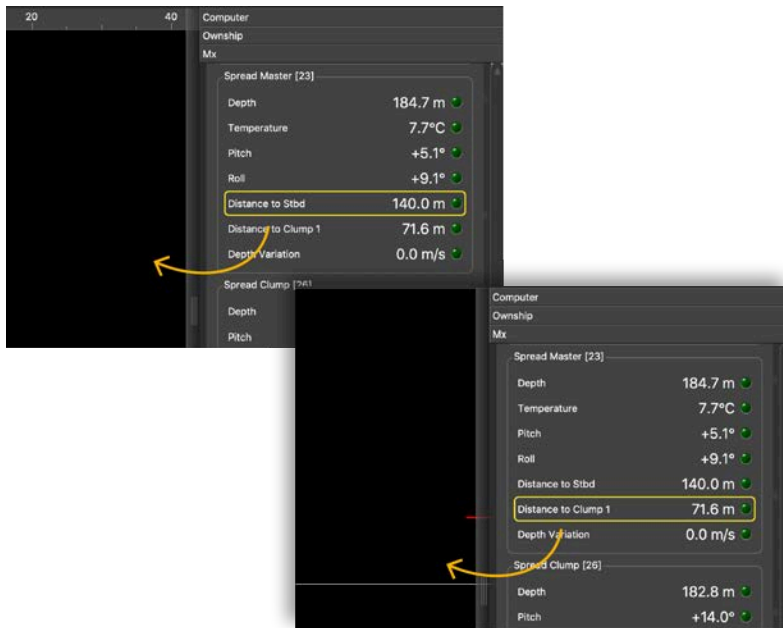 20 40
Computer
Ownship
Mx
Spread Master [23]
Depth 184.7 m
Temperature 7.7°C
Pitch +5.1°
Roll +9.1°
Distance to Stbd 140.0 m
Distance to Clump 1 71.6 m
Depth Variation 0.0 m/s
Spread Clump [26]
Depth
Pitch
Computer
Ownship
Mx
Spread Master [23]
Depth 184.7 m
Temperature 7.7°C
Pitch +5.1°
Roll +9.1°
Distance to Stbd 140.0 m
Distance to Clump 1 71.6 m
Depth Variation 0.0 m/s
Spread Clump [26]
Depth 182.8 m
Pitch +14.0°